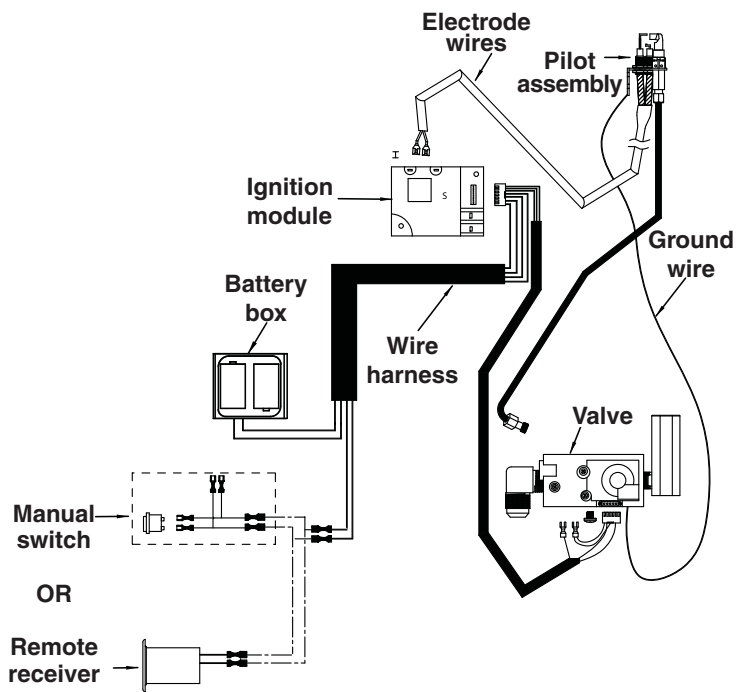 Electrode
wires
Pilot
assembly
I
S
Ignition
module
Ground
wire
Battery
box
Wire
harness
Valve
Manual
switch
OR
Remote
receiver